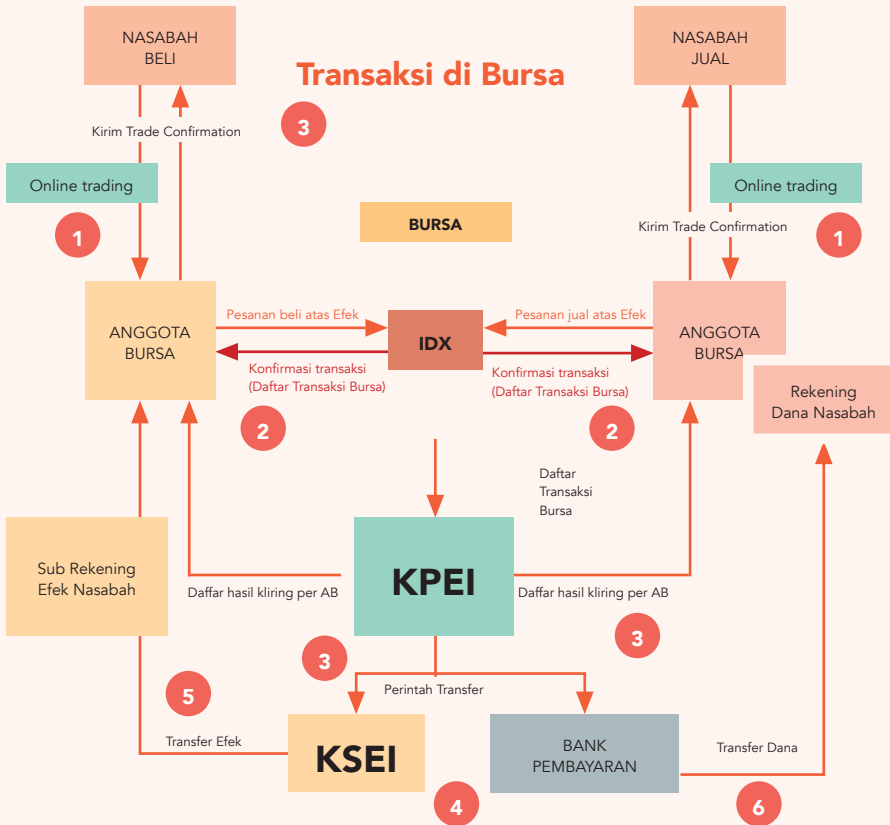 NASABAH
BELI
Transaksi di Bursa
NASABAH
JUAL
3
Kirim Trade Confirmation
Online trading
1
BURSA
Online trading
Kirim Trade Confirmation
1
ANGGOTA
BURSA
Pesanan beli atas Efek
IDX
Pesanan jual atas Efek
ANGGOTA
BURSA
Konfirmasi transaksi
(Daftar Transaksi Bursa)
Konfirmasi transaksi
(Daftar Transaksi Bursa)
2
2
Rekening
Dana Nasabah
Daftar
Transaksi
Bursa
Sub Rekening
Efek Nasabah
KPEI
Daffar hasil kliring per AB
Daffar hasil kliring per AB
3
3
5
Perintah Transfer
Transfer Efek
KSEI
BANK
PEMBAYARAN
Transfer Dana
4
6